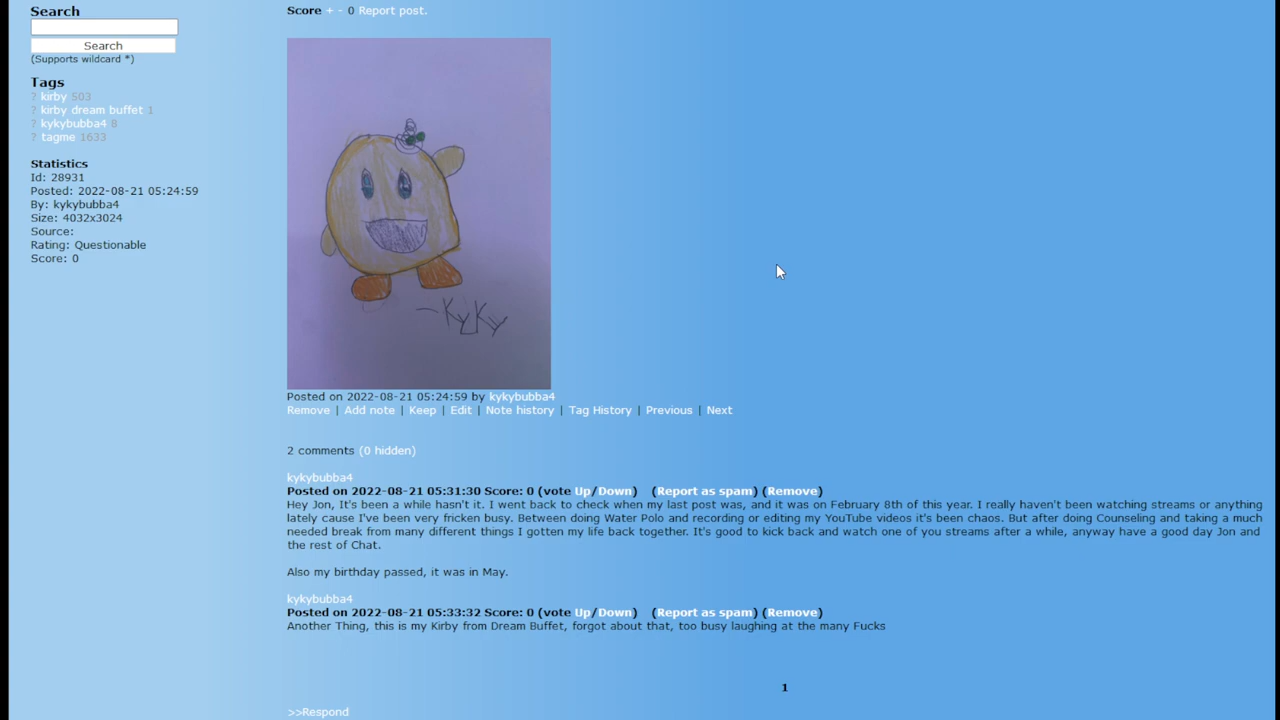 Search
Search
(Supports wildcard *)
Tags
? kirby 503
? kirby dream buffet 1
? kykybubba4 8
? tagme 1633
Statistics
Id: 28931
Posted: 2022-08-21 05:24:59
By: kykybubba4
Size: 4032x3024
Source:
Rating: Questionable
Score: 0
Score + - 0 Report post.
-KyKy
Posted on 2022-08-21 05:24:59 by kykybubba4
Remove | Add note | Keep | Edit | Note history | Tag History | Previous | Next
2 comments (0 hidden)
kykybubba4
Posted on 2022-08-21 05:31:30 Score: 0 (vote Up/Down) (Report as spam) (Remove)
Hey Jon, It's been a while hasn't it. I went back to check when my last post was, and it was on February 8th of this year. I really haven't been watching streams or anything
lately cause I've been very fricken busy. Between doing Water Polo and recording or editing my YouTube videos it's been chaos. But after doing Counseling and taking a much
needed break from many different things I gotten my life back together. It's good to kick back and watch one of you streams after a while, anyway have a good day Jon and
the rest of Chat.
Also my birthday passed, it was in May.
kykybubba4
Posted on 2022-08-21 05:33:32 Score: 0 (vote Up/Down) (Report as spam) (Remove)
Another Thing, this is my Kirby from Dream Buffet, forgot about that, too busy laughing at the many Fucks
1
>>Respond